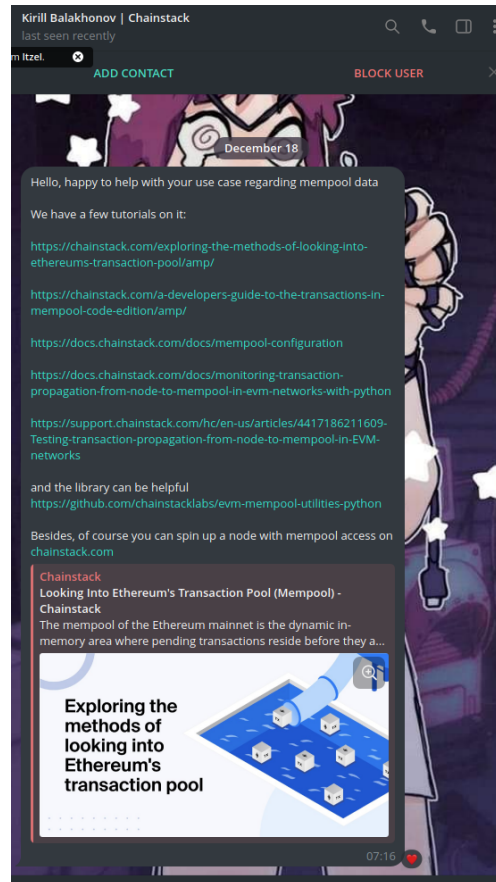 Kirill Balakhonov | Chainstack
last seen recently
m Itzel.
ADD CONTACT
BLOCK USER
December 18
Hello, happy to help with your use case regarding mempool data
We have a few tutorials on it:
https://chainstack.com/exploring-the-methods-of-looking-into-
ethereums-transaction-pool/amp/
https://chainstack.com/a-developers-guide-to-the-transactions-in-
mempool-code-edition/amp/
https://docs.chainstack.com/docs/mempool-configuration
https://docs.chainstack.com/docs/monitoring-transaction-
propagation-from-node-to-mempool-in-evm-networks-with-python
https://support.chainstack.com/hc/en-us/articles/4417186211609-
Testing-transaction-propagation-from-node-to-mempool-in-EVM-
networks
and the library can be helpful
https://github.com/chainstacklabs/evm-mempool-utilities-python
Besides, of course you can spin up a node with mempool access on
chainstack.com
Chainstack
Looking Into Ethereum's Transaction Pool (Mempool) -
Chainstack
The mempool of the Ethereum mainnet is the dynamic in-
memory area where pending transactions reside before they a...
Exploring the
methods of
looking into
Ethereum's
transaction pool
07:16